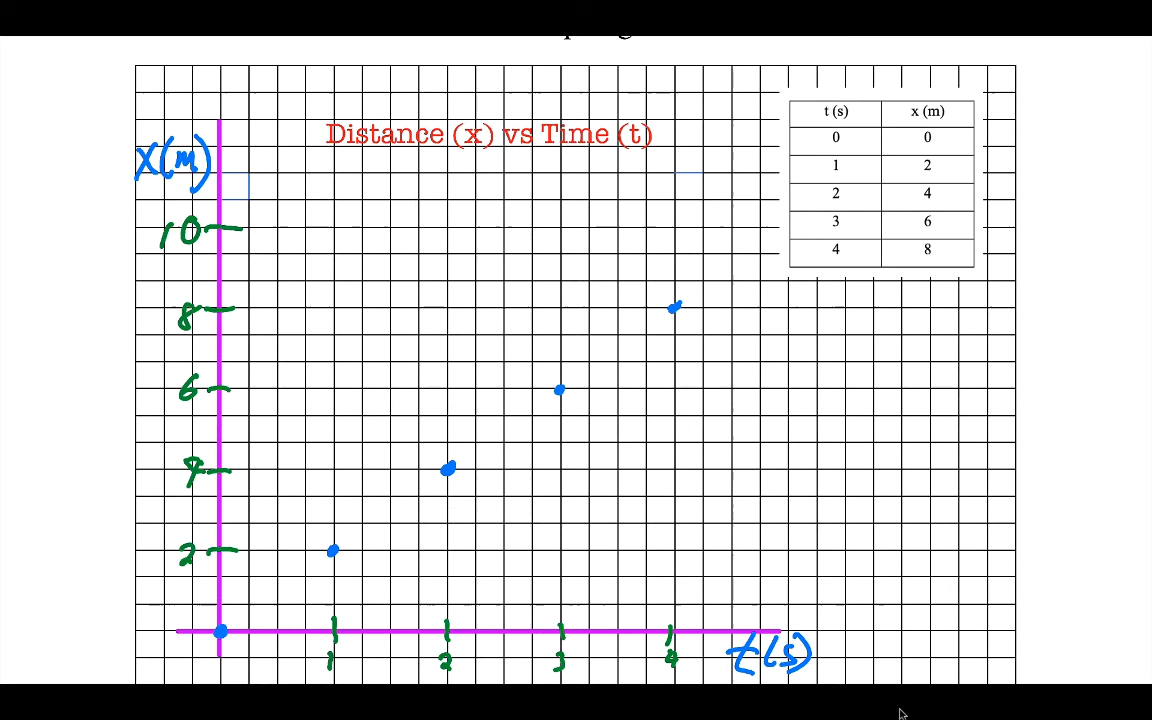 Distance (x) vs Time (t)
t (s) x (m)
0 0
1 2
2 4
3 6
4 8
x(m)
10
8
6
4
2
1 2 3 4
t(s)